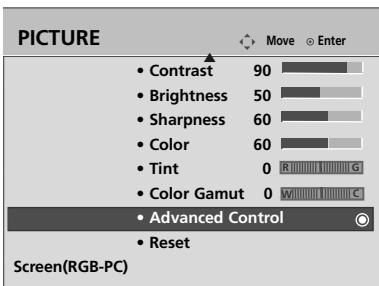 PICTURE Move Enter
• Contrast 90
• Brightness 50
• Sharpness 60
• Color 60
• Tint 0 R G
• Color Gamut 0 W C
• Advanced Control
• Reset
Screen(RGB-PC)